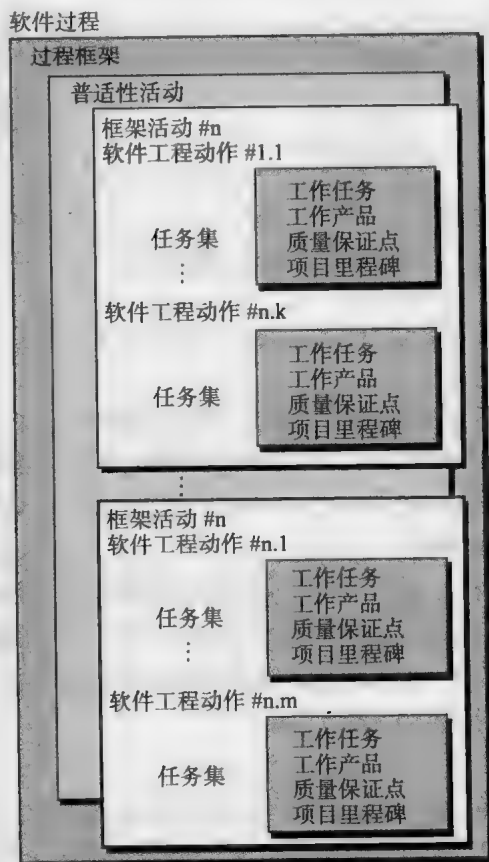 软件过程
过程框架
普适性活动
框架活动 #n
软件工程动作 #1.1
工作任务
工作产品
任务集
质量保证点
项目里程碑
⋮
软件工程动作 #n.k
工作任务
工作产品
任务集
质量保证点
项目里程碑
⋮
框架活动 #n
软件工程动作 #n.1
工作任务
工作产品
任务集
质量保证点
项目里程碑
⋮
软件工程动作 #n.m
工作任务
工作产品
任务集
质量保证点
项目里程碑